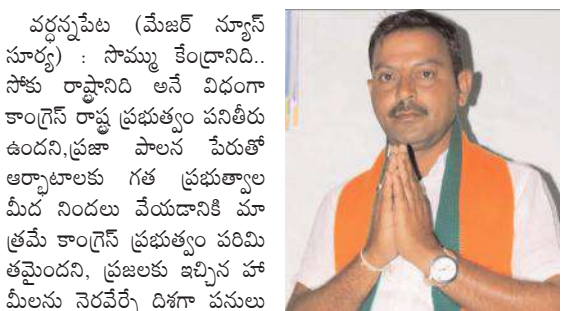 వర్ధన్నపేట (మేజర్ న్యూస్
సూర్య) : సొమ్ము కేంద్రానిది..
సోకు రాష్ట్రానిది అనే విధంగా
కాంగ్రెస్ రాష్ట్ర ప్రభుత్వం పనితీరు
ఉందని,ప్రజా పాలన పేరుతో
ఆర్భాటాలకు గత ప్రభుత్వాల
మీద నిందలు వేయడానికి మా
త్రమే కాంగ్రెస్ ప్రభుత్వం పరిమి
తమైందని, ప్రజలకు ఇచ్చిన హా
మీలను నెరవేర్చే దిశగా పనులు